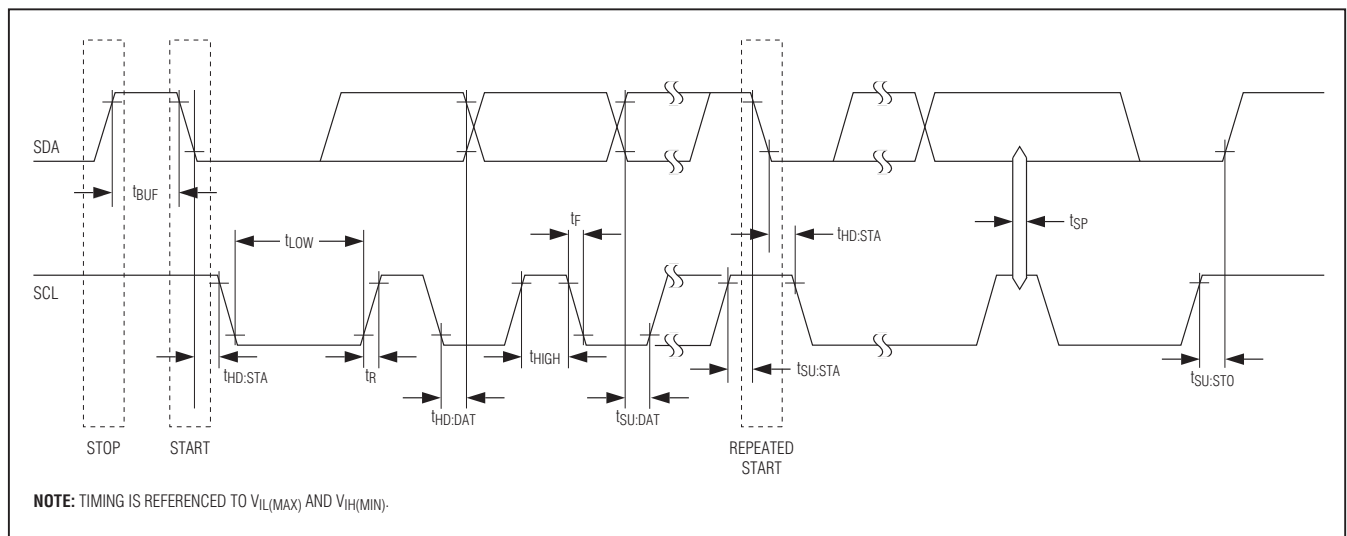 SDA
tBUF
tLOW
tF
tHD:STA
tSP
SCL
tHD:STA
tR
tHIGH
tSU:STA
tHD:DAT
tSU:DAT
tSU:STO
STOP
START
REPEATED
START
NOTE: TIMING IS REFERENCED TO VIL(MAX) AND VIH(MIN).